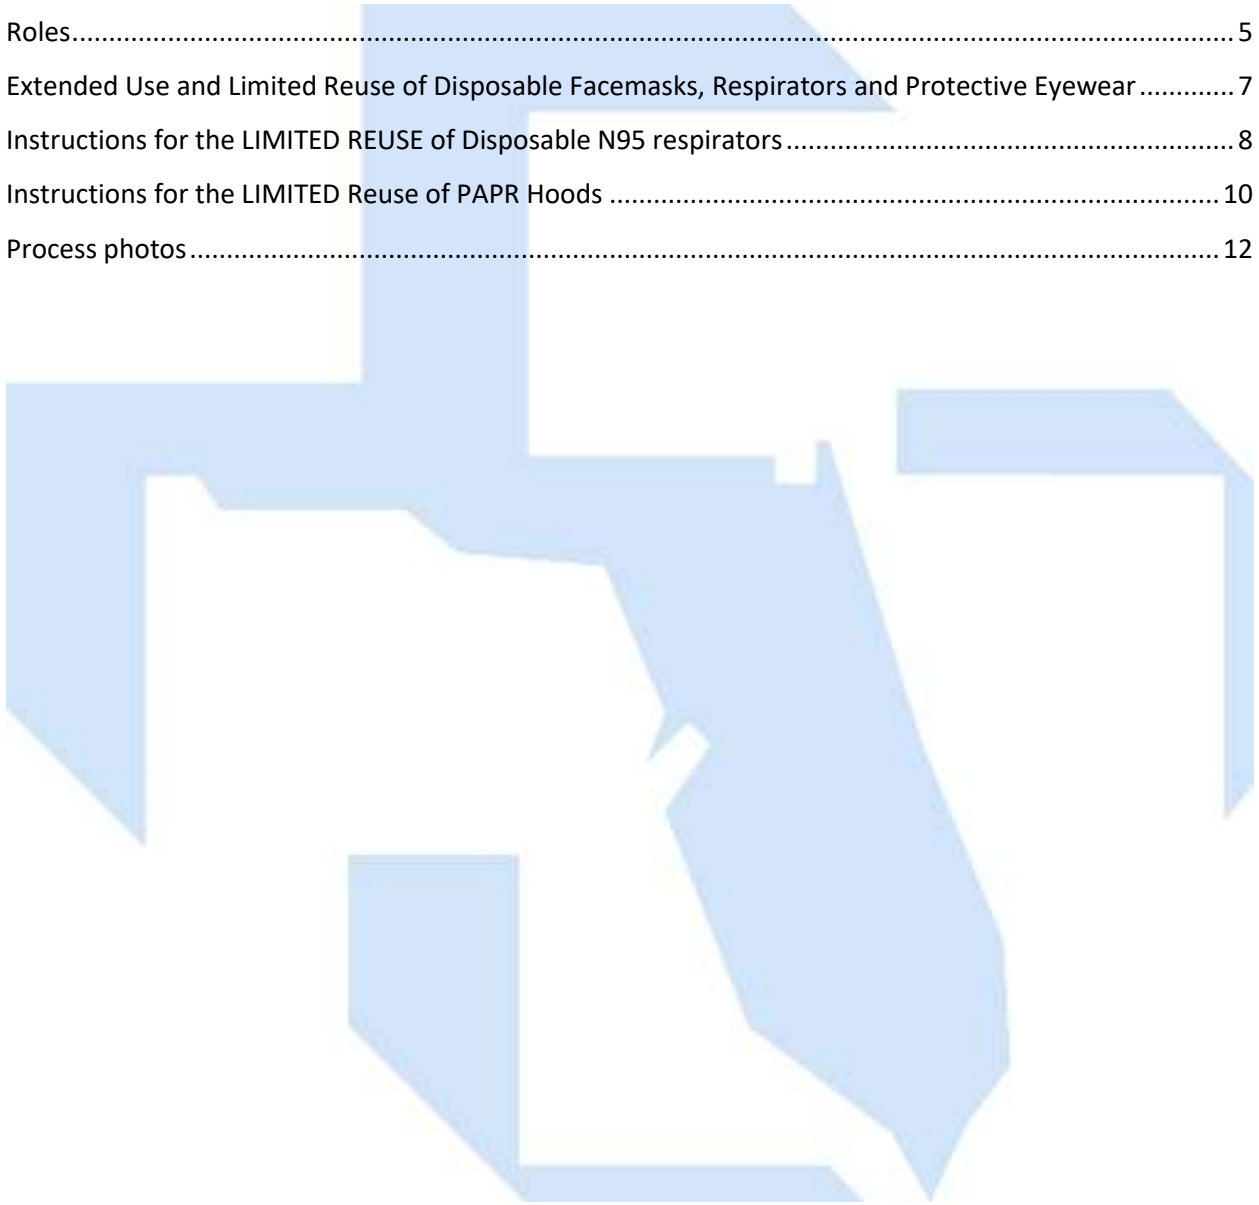 Roles.......................................................................................................................................................... 5
Extended Use and Limited Reuse of Disposable Facemasks, Respirators and Protective Eyewear ............. 7
Instructions for the LIMITED REUSE of Disposable N95 respirators .......................................................... 8
Instructions for the LIMITED Reuse of PAPR Hoods ................................................................................ 10
Process photos ........................................................................................................................................ 12